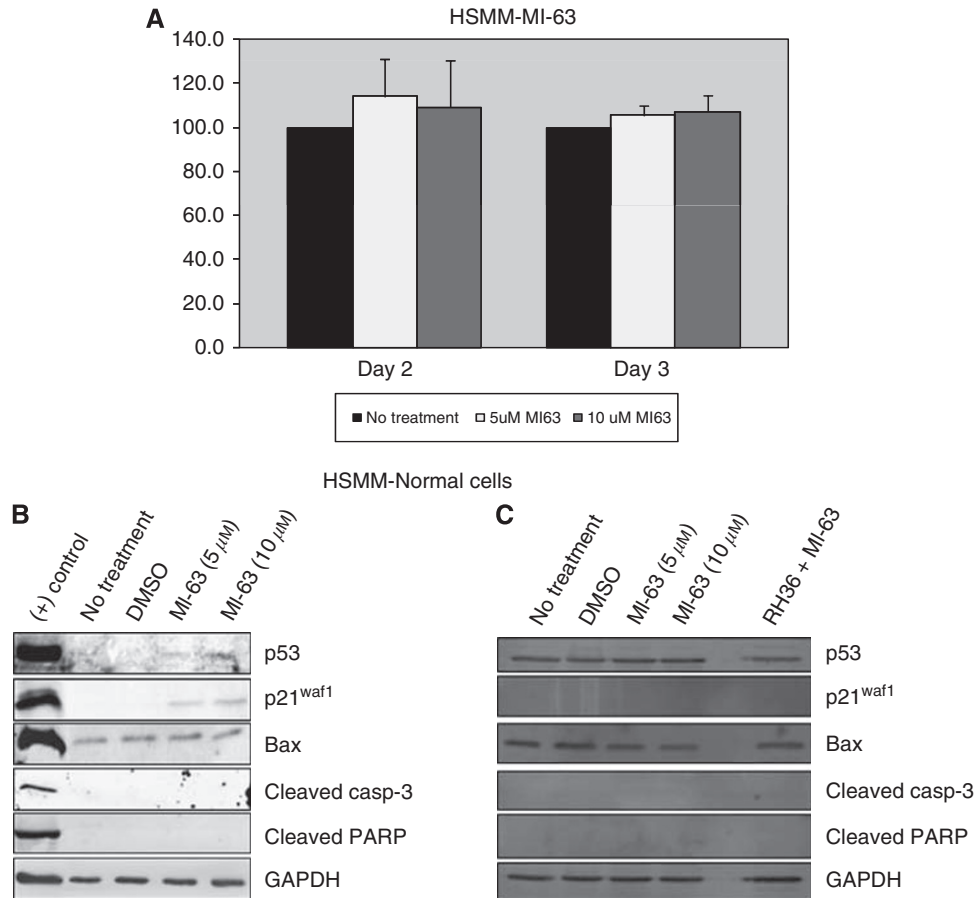 A
HSMM-MI-63
140.0
120.0
100.0
80.0
60.0
40.0
20.0
0.0
Day 2 Day 3
No treatment 5uM MI63 10 uM MI63
HSMM-Normal cells
B
(+) control
No treatment
DMSO
MI-63 (5 μM)
MI-63 (10 μM)
p53
p21waf1
Bax
Cleaved casp-3
Cleaved PARP
GAPDH
C
No treatment
DMSO
MI-63 (5 μM)
MI-63 (10 μM)
RH36 + MI-63
p53
p21waf1
Bax
Cleaved casp-3
Cleaved PARP
GAPDH